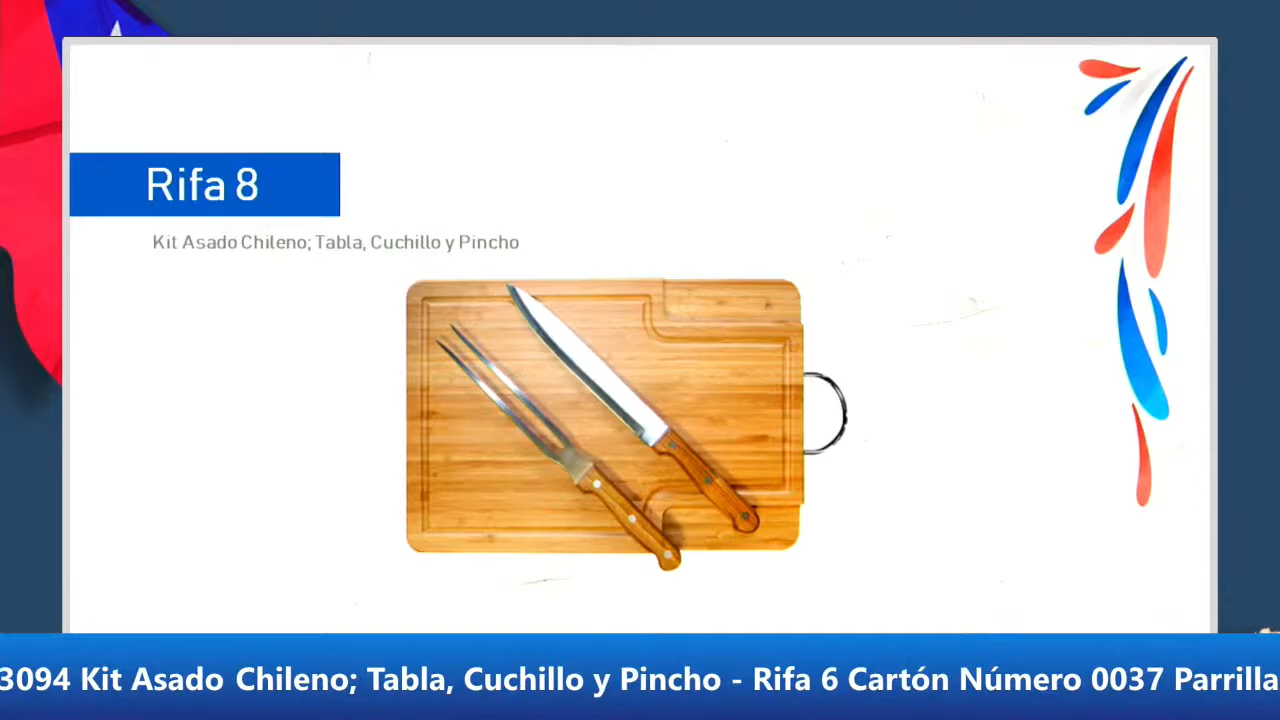 Rifa 8
Kit Asado Chileno; Tabla, Cuchillo y Pincho
3094 Kit Asado Chileno; Tabla, Cuchillo y Pincho - Rifa 6 Cartón Número 0037 Parrilla